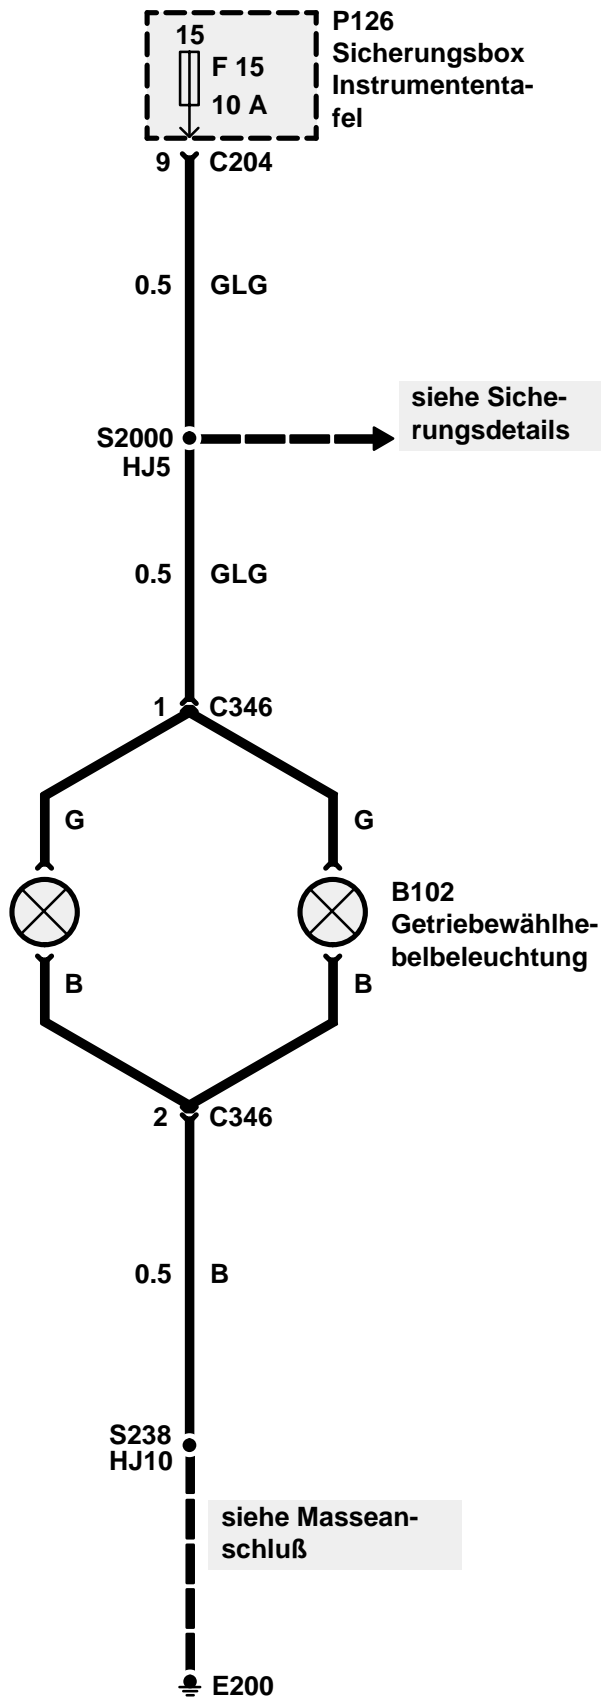 15
F 15
10 A
P126
Sicherungsbox
Instrumententa-
fel
9 C204
0.5 GLG
siehe Siche-
rungsdetails
S2000
HJ5
0.5 GLG
1 C346
G G
B102
Getriebewählhe-
belbeleuchtung
B B
2 C346
0.5 B
S238
HJ10
siehe Massean-
schluß
E200